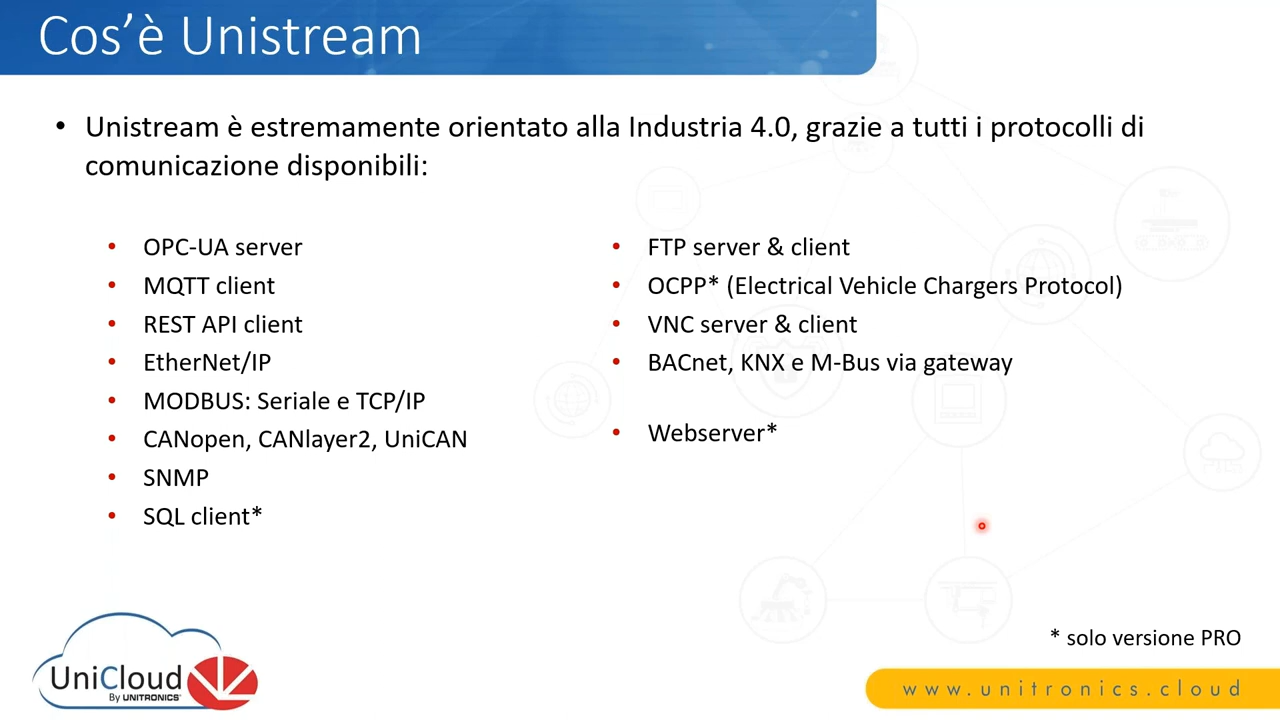 Cos’è Unistream
• Unistream è estremamente orientato alla Industria 4.0, grazie a tutti i protocolli di
comunicazione disponibili:
• OPC-UA server
• MQTT client
• REST API client
• EtherNet/IP
• MODBUS: Seriale e TCP/IP
• CANopen, CANlayer2, UniCAN
• SNMP
• SQL client*
• FTP server & client
• OCPP* (Electrical Vehicle Chargers Protocol)
• VNC server & client
• BACnet, KNX e M-Bus via gateway
• Webserver*
* solo versione PRO
UniCloud
By UNITRONICS
www.unitronics.cloud